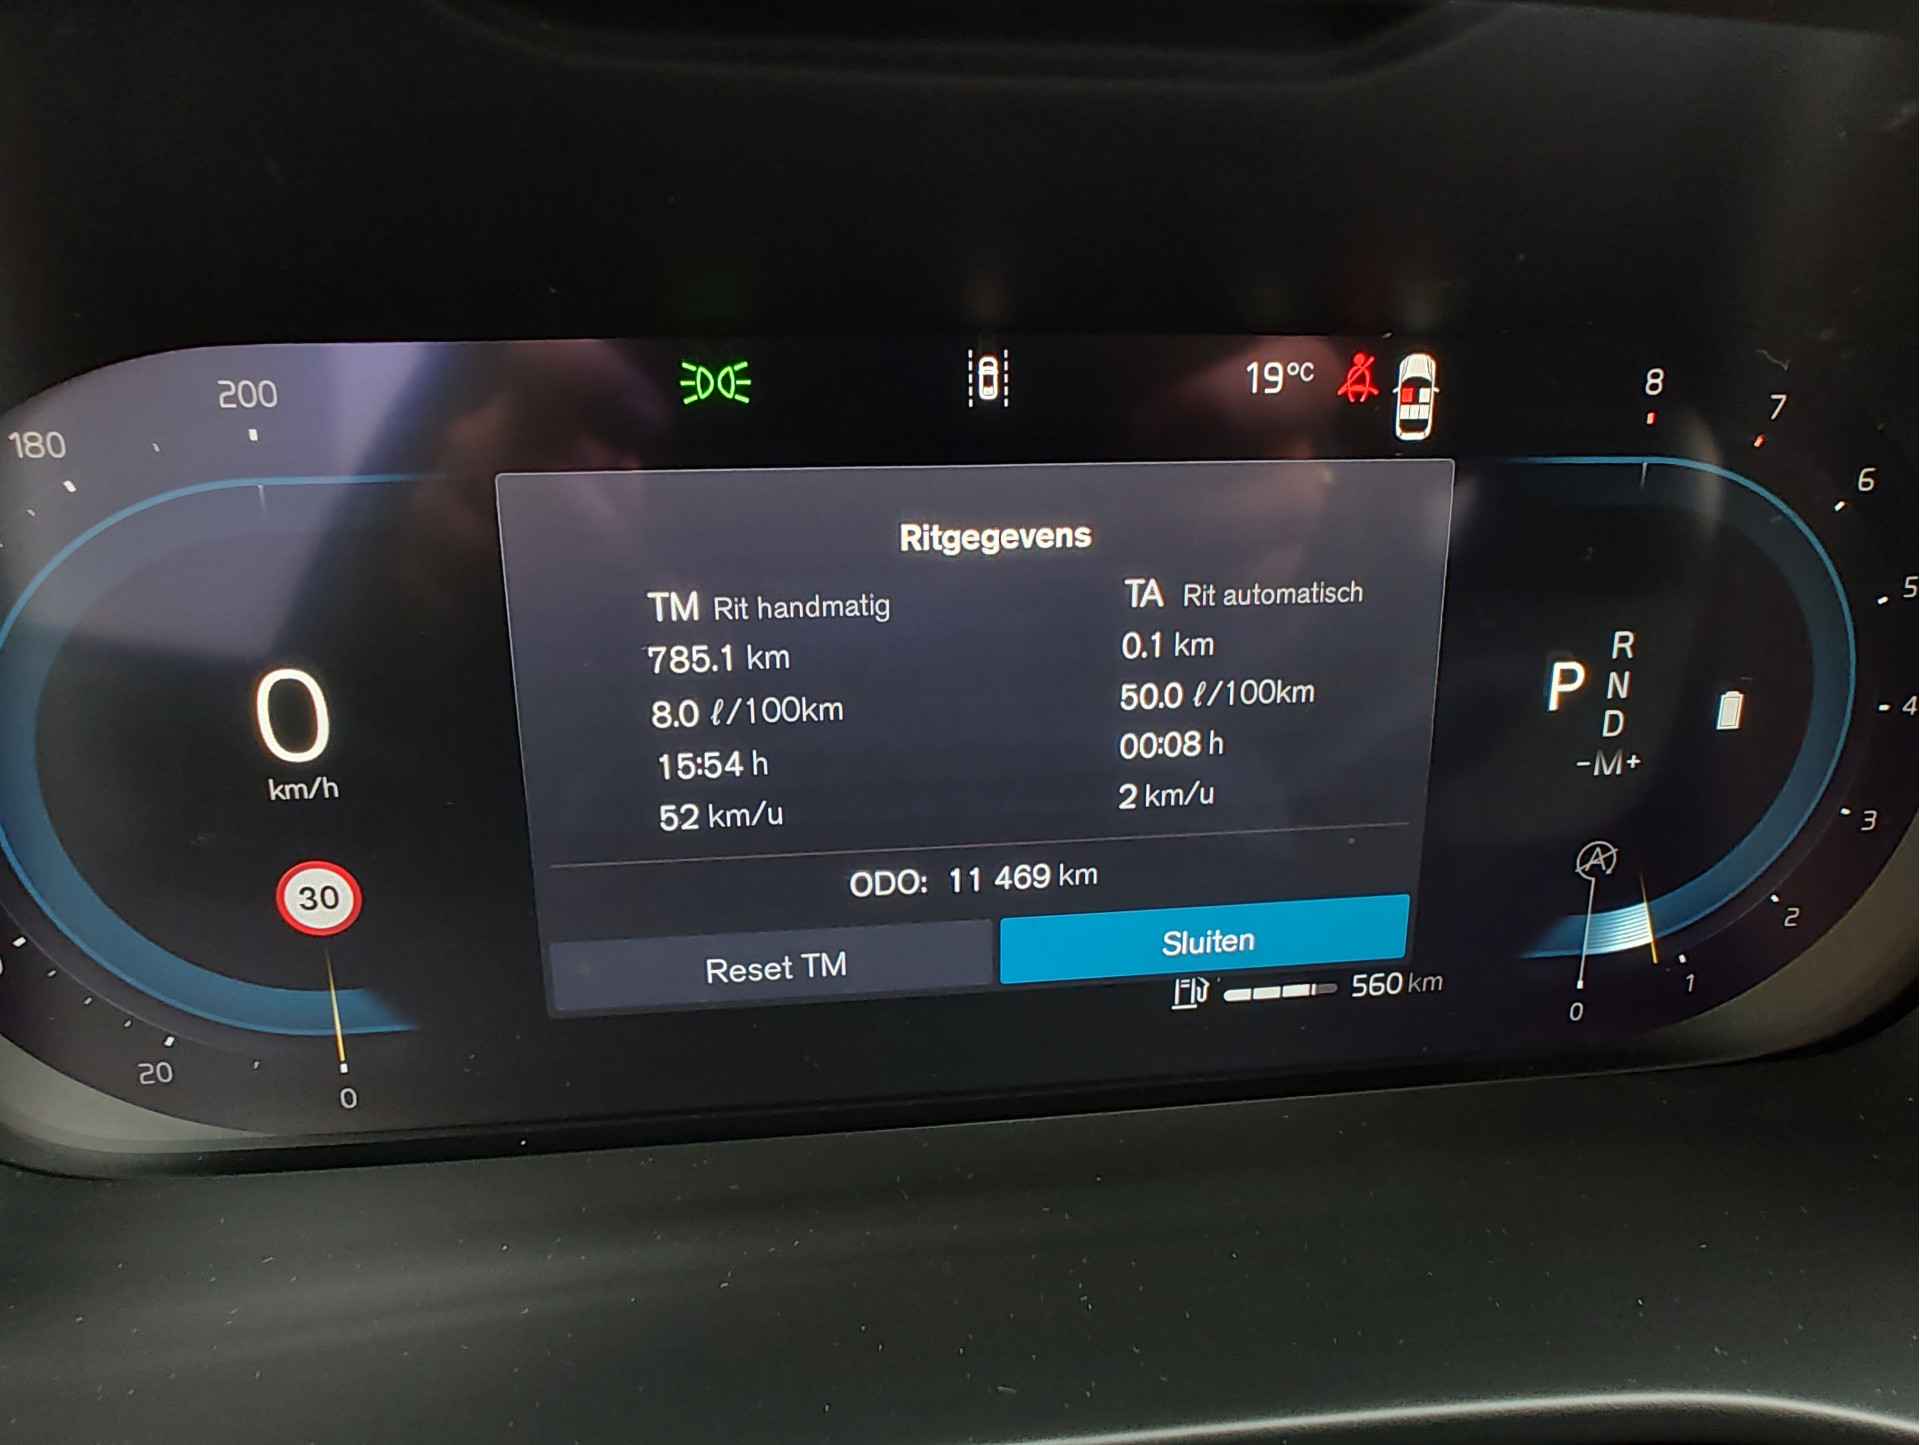 200
180
19°C
8
7
6
5
4
3
2
1
0
Ritgegevens
TM Rit handmatig
785.1 km
8.0 ℓ/100km
15:54 h
52 km/u
TA Rit automatisch
0.1 km
50.0 ℓ/100km
00:08 h
2 km/u
ODO: 11 469 km
Reset TM
Sluiten
560 km
0
km/h
30
20
0
P
R
N
D
-M+
A